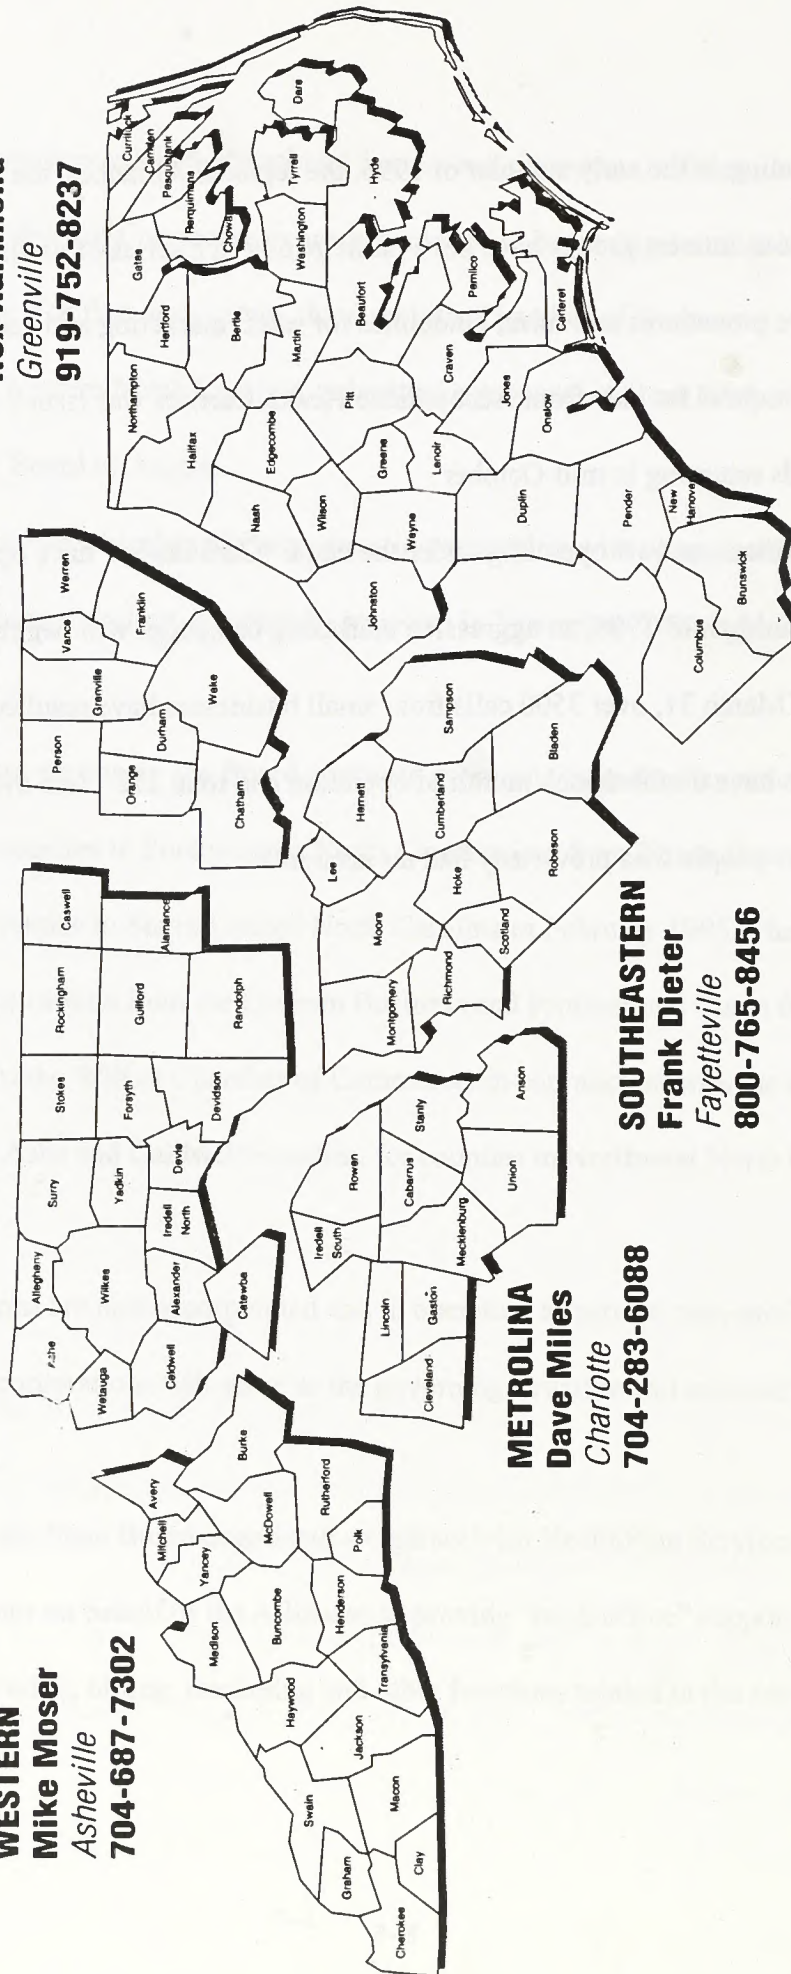 Greenville
919-752-8237
WESTERN
Mike Moser
Asheville
704-687-7302
METROLINA
Dave Miles
Charlotte
704-283-6088
SOUTHEASTERN
Frank Dieter
Fayetteville
800-765-8456
Cherokee
Graham
Clay
Swain
Macon
Jackson
Haywood
Transylvania
Madison
Buncombe
Henderson
Yancey
Mitchell
Avery
McDowell
Polk
Rutherford
Burke
Ashe
Allegheny
Watauga
Wilkes
Caldwell
Alexander
Catawba
Surry
Yadkin
Iredell
North
Davie
Stokes
Forsyth
Davidson
Rockingham
Guilford
Randolph
Caswell
Alamance
Cleveland
Lincoln
Gaston
Iredell
South
Rowan
Cabarrus
Mecklenburg
Stanly
Union
Anson
Person
Granville
Vance
Warren
Orange
Durham
Franklin
Wake
Chatham
Montgomery
Moore
Lee
Harnett
Richmond
Hoke
Scotland
Cumberland
Sampson
Robeson
Bladen
Northampton
Gates
Currituck
Camden
Pasquotank
Perquimans
Chowan
Hertford
Halifax
Bertie
Nash
Edgecombe
Martin
Washington
Tyrrell
Dare
Wilson
Pitt
Beaufort
Hyde
Johnston
Wayne
Greene
Lenoir
Craven
Pamlico
Jones
Carteret
Duplin
Onslow
Pender
New
Hanover
Columbus
Brunswick